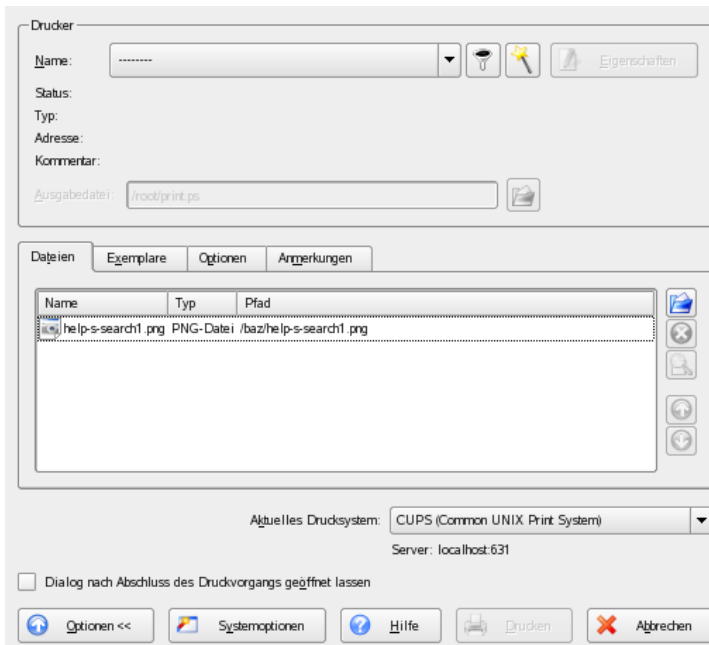 Drucker
Name: --------
Eigenschaften
Status:
Typ:
Adresse:
Kommentar:
Ausgabedatei: /root/print.ps
Dateien Exemplare Optionen Anmerkungen
Name Typ Pfad
help-s-search1.png PNG-Datei /baz/help-s-search1.png
Aktuelles Drucksystem: CUPS (Common UNIX Print System)
Server: localhost:631
Dialog nach Abschluss des Druckvorgangs geöffnet lassen
Optionen << Systemoptionen Hilfe Drucken Abbrechen